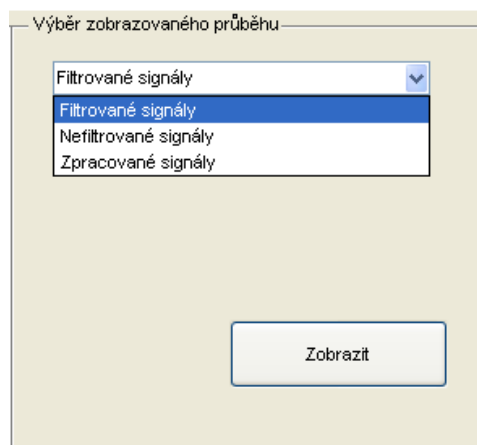 Výběr zobrazovaného průběhu
Filtrované signály
Filtrované signály
Nefiltrované signály
Zpracované signály
Zobrazit